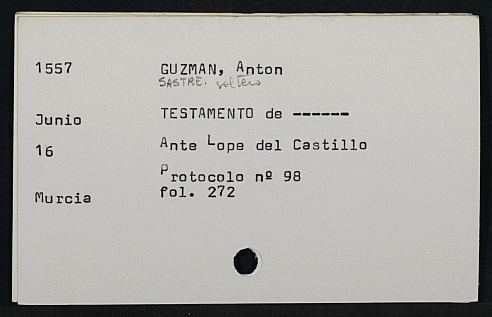 1557 GUZMAN, Anton
SASTRE. soltero
Junio TESTAMENTO de ------
16 Ante Lope del Castillo
Protocolo nº 98
Murcia fol. 272